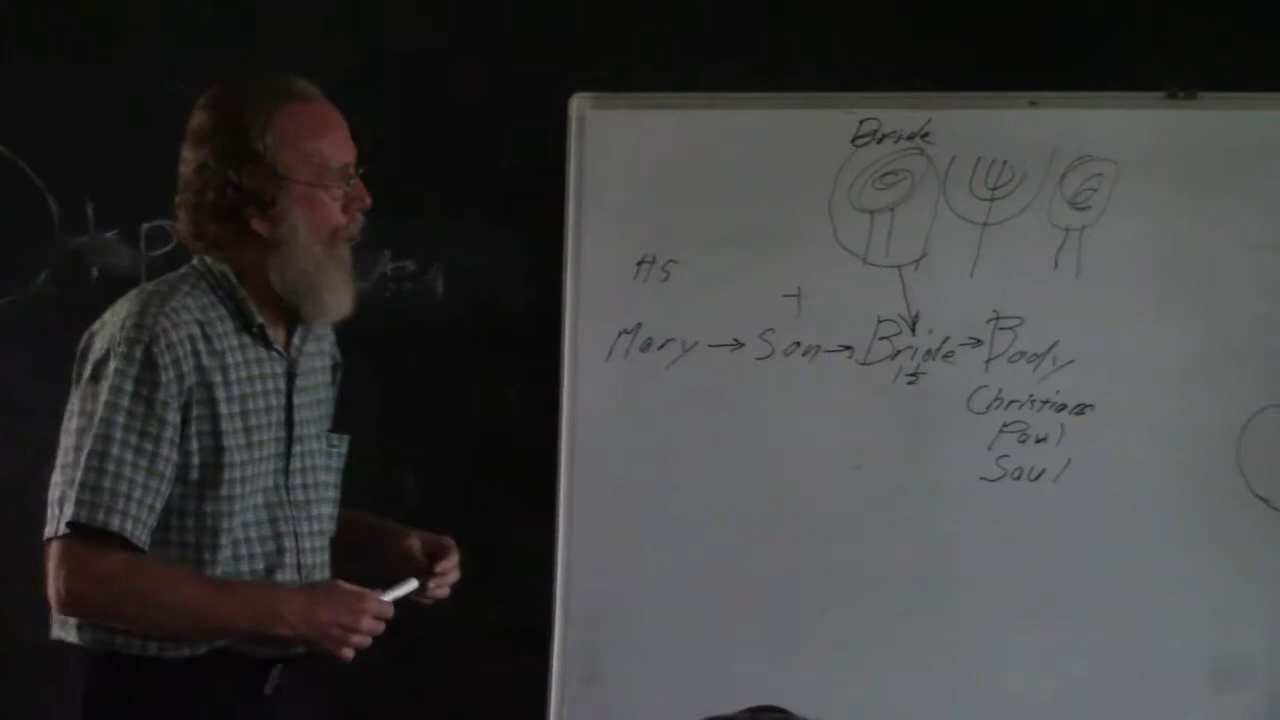 Bride
HS
Mary → Son → Bride → Body
Christians
Paul
Saul